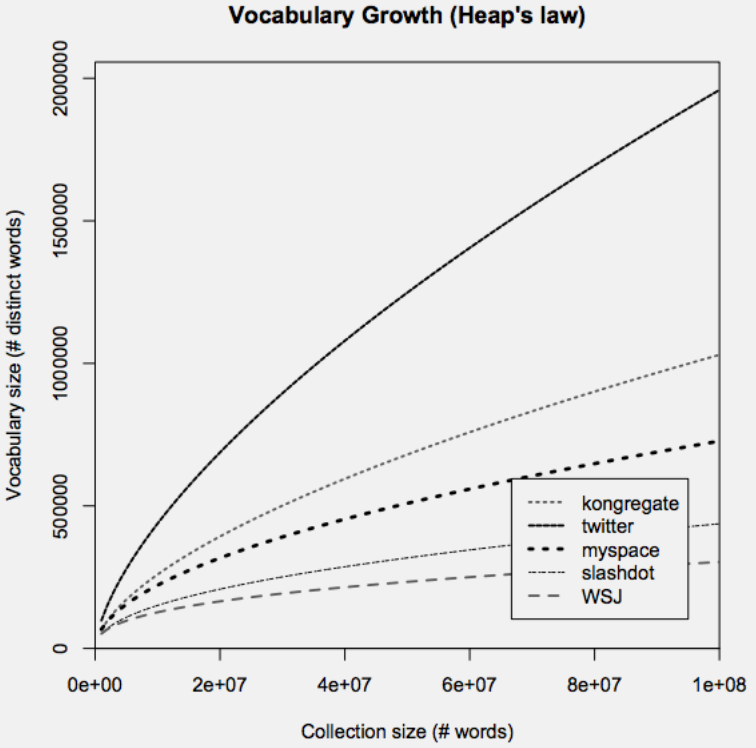 Vocabulary Growth (Heap's law)
Vocabulary size (# distinct words)
2000000
1500000
1000000
500000
0
kongregate
twitter
myspace
slashdot
WSJ
0e+00 2e+07 4e+07 6e+07 8e+07 1e+08
Collection size (# words)